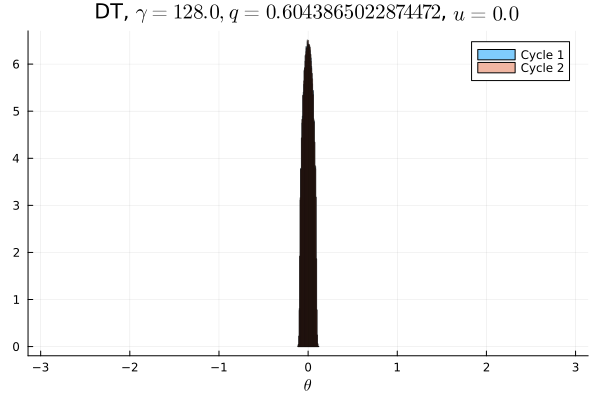 DT, γ = 128.0, q = 0.6043865022874472, u = 0.0
Cycle 1
Cycle 2
6
5
4
3
2
1
0
−3 −2 −1 0 1 2 3
θ